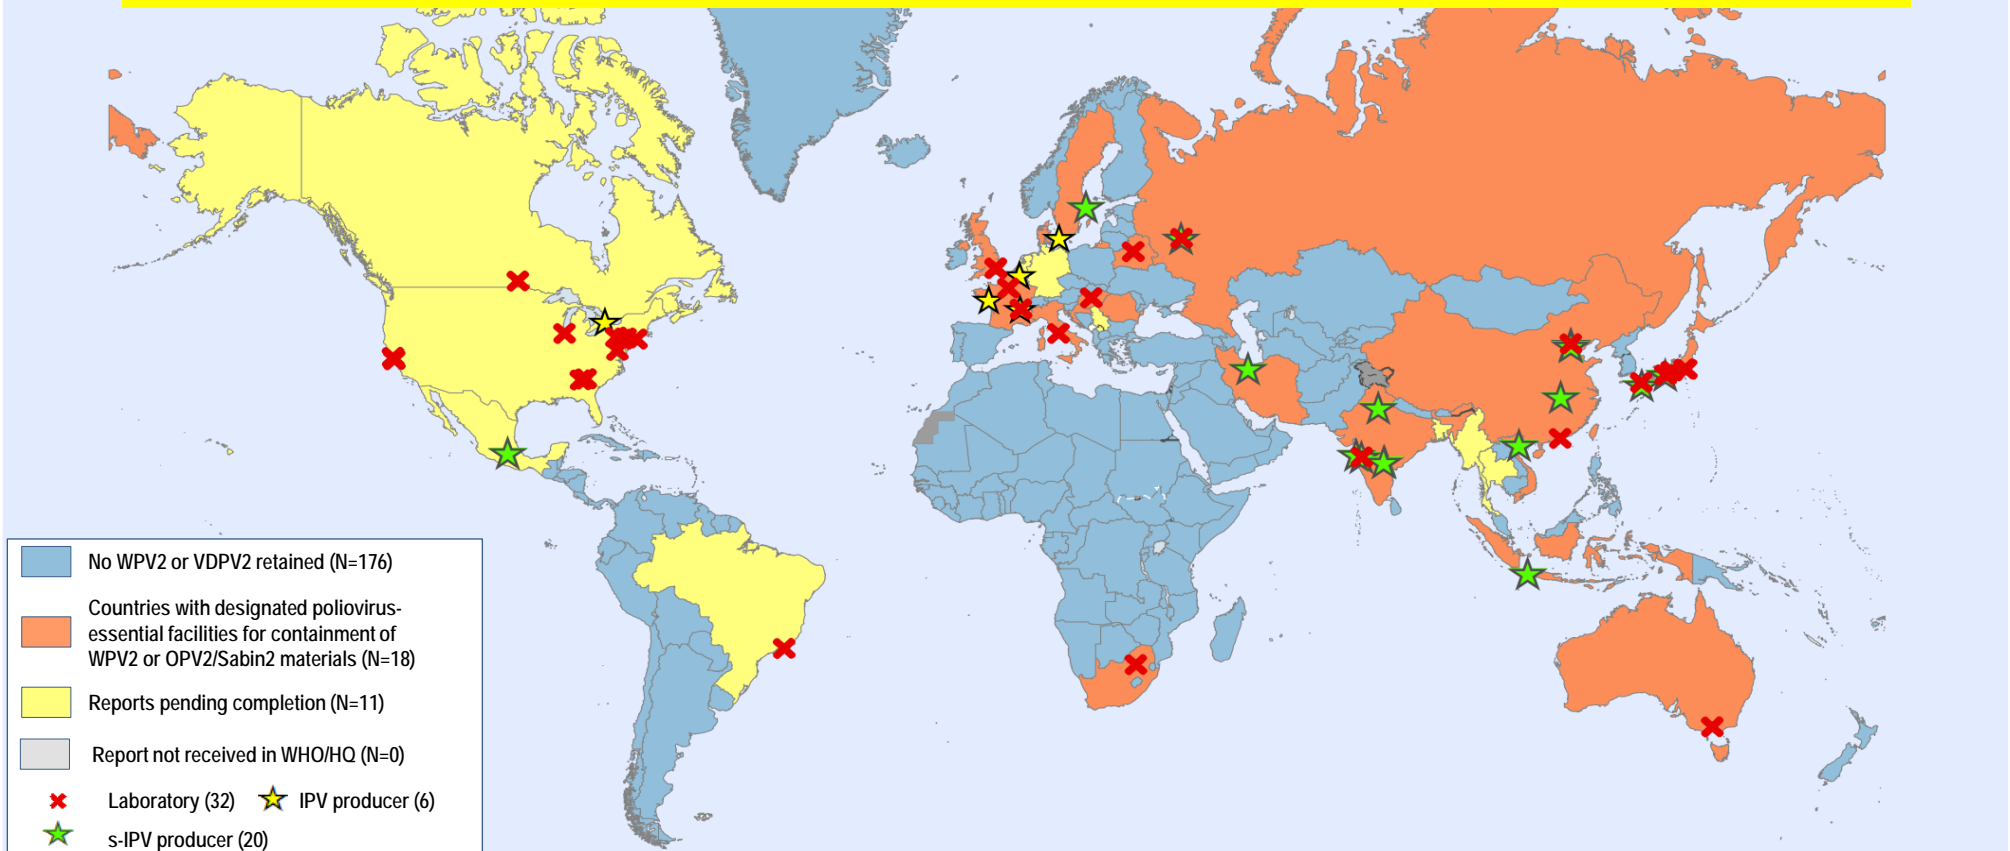 No WPV2 or VDPV2 retained (N=176)
Countries with designated poliovirus-
essential facilities for containment of
WPV2 or OPV2/Sabin2 materials (N=18)
Reports pending completion (N=11)
Report not received in WHO/HQ (N=0)
Laboratory (32) IPV producer (6)
s-IPV producer (20)